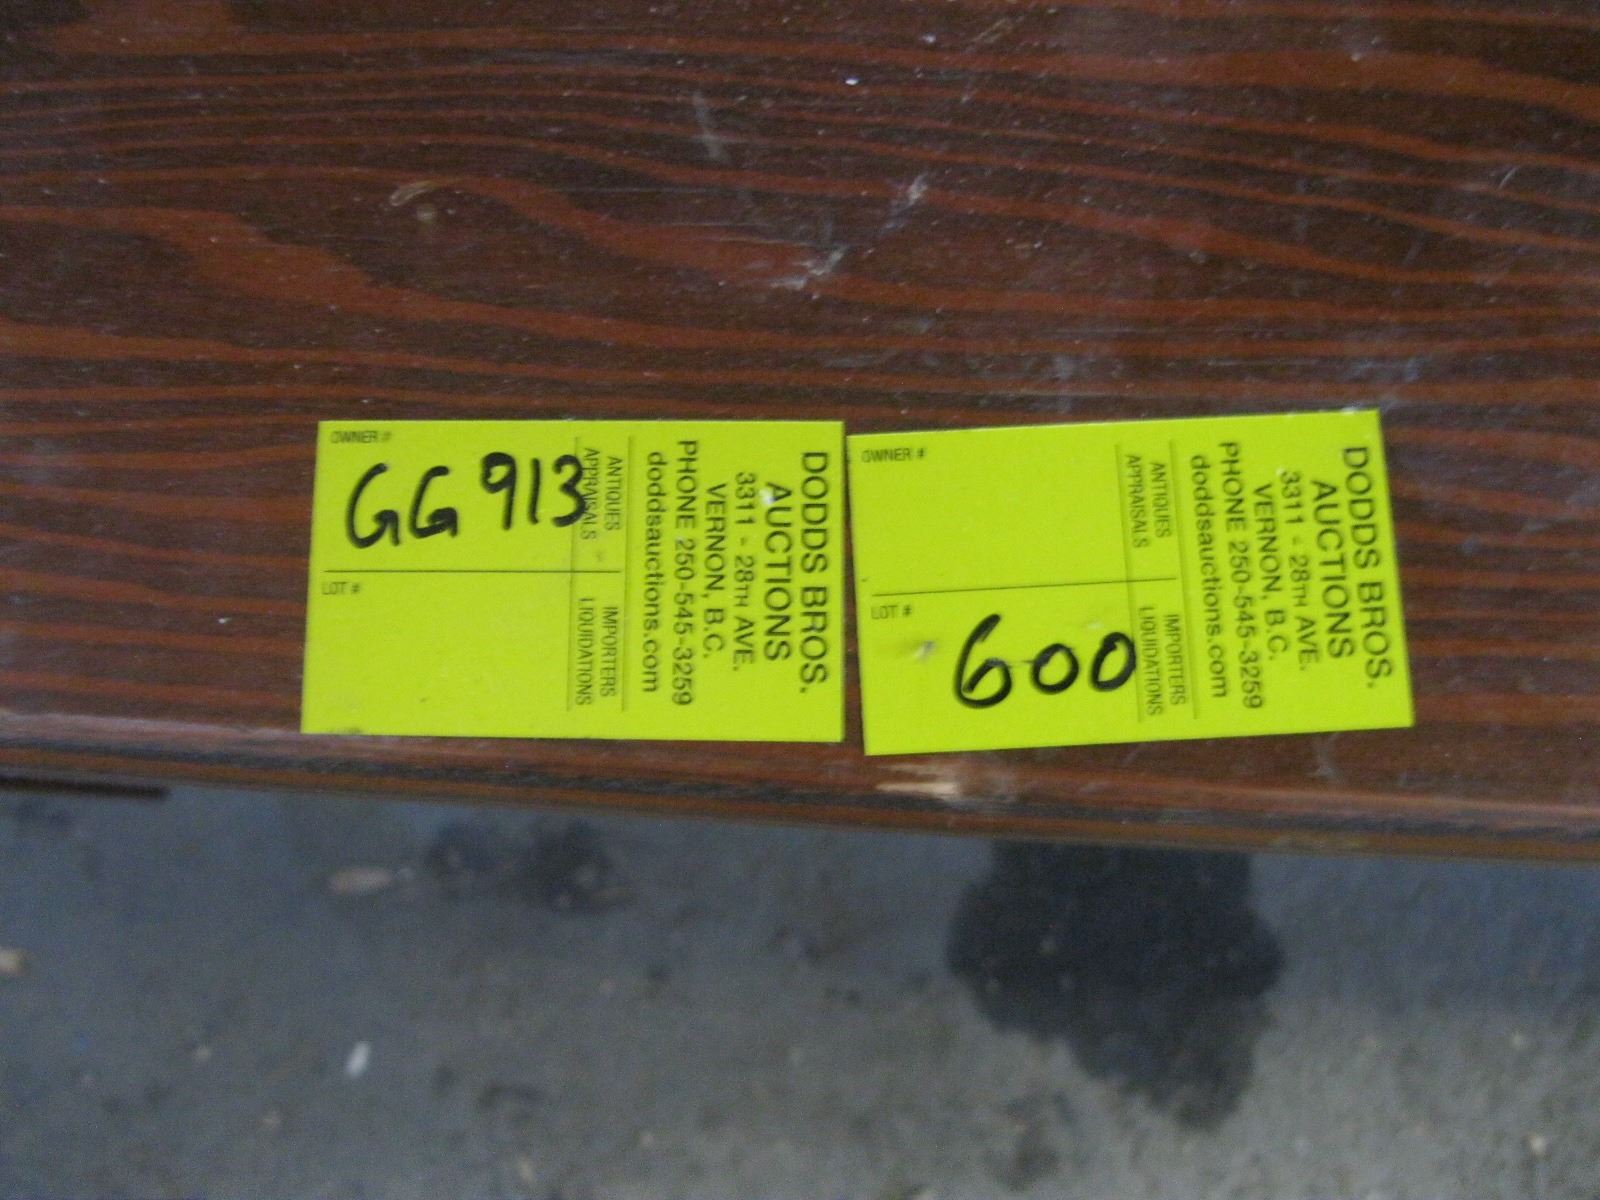 OWNER #
GG 913
LOT #
ANTIQUES
APPRAISALS
IMPORTERS
LIQUIDATIONS
DODDS BROS.
AUCTIONS
3311 - 28TH AVE.
VERNON, B.C.
PHONE 250-545-3259
doddsauctions.com
OWNER #
LOT #
600
ANTIQUES
APPRAISALS
IMPORTERS
LIQUIDATIONS
DODDS BROS.
AUCTIONS
3311 - 28TH AVE.
VERNON, B.C.
PHONE 250-545-3259
doddsauctions.com